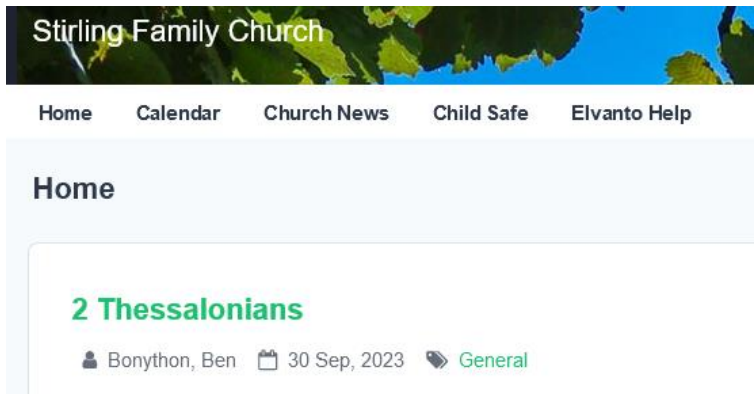 Stirling Family Church
Home Calendar Church News Child Safe Elvanto Help
Home
2 Thessalonians
Bonython, Ben 30 Sep, 2023 General